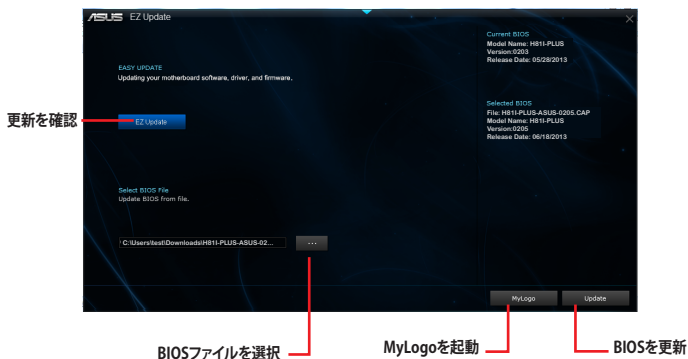 ASUS EZ Update
EASY UPDATE
Updating your motherboard software, driver, and firmware.
更新を確認
EZ Update
Select BIOS File
Update BIOS from file.
C:\Users\test\Downloads\H81I-PLUS-ASUS-02...
...
Current BIOS
Model Name: H81I-PLUS
Version:0203
Release Date: 05/28/2013
Selected BIOS
File: H81I-PLUS-ASUS-0205.CAP
Model Name: H81I-PLUS
Version:0205
Release Date: 06/18/2013
MyLogo
Update
BIOSファイルを選択
MyLogoを起動
BIOSを更新